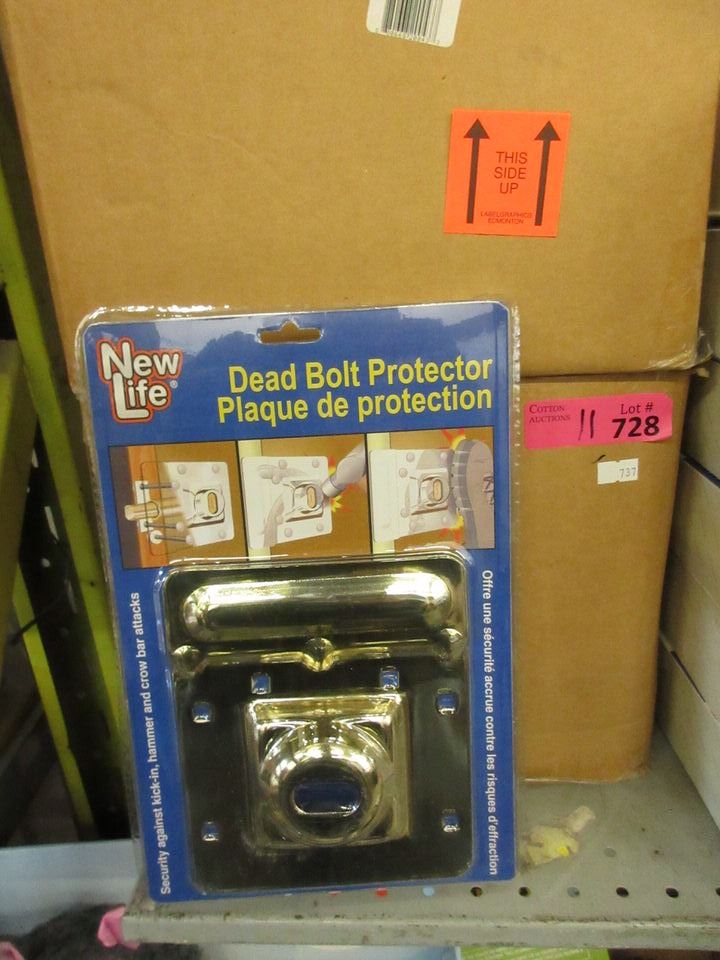 THIS
SIDE
UP
LABELGRAPHICS
EDMONTON
New
Life®
Dead Bolt Protector
Plaque de protection
COTTON
AUCTIONS
11
Lot #
728
737
Security against kick-in, hammer and crow bar attacks
Offre une sécurité accrue contre les risques d'effraction